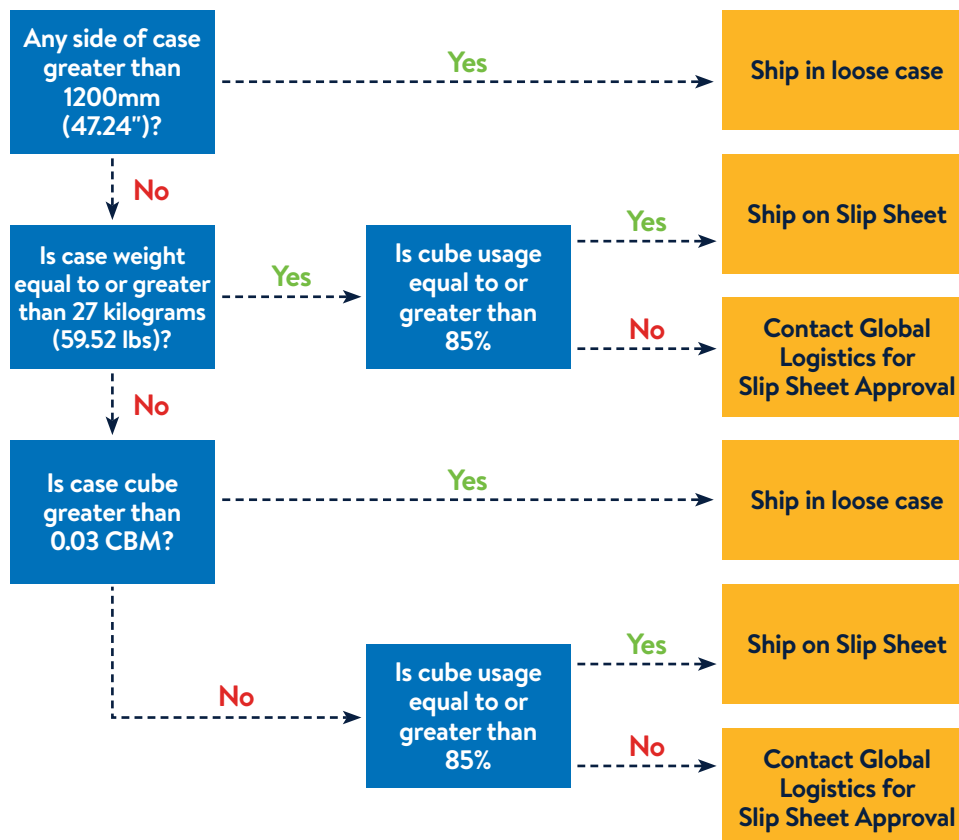 Any side of case
greater than
1200mm
(47.24")?
Yes
Ship in loose case
No
Is case weight
equal to or greater
than 27 kilograms
(59.52 lbs)?
Yes
Is cube usage
equal to or
greater than
85%
Yes
Ship on Slip Sheet
No
Contact Global
Logistics for
Slip Sheet Approval
No
Is case cube
greater than
0.03 CBM?
Yes
Ship in loose case
No
Is cube usage
equal to or
greater than
85%
Yes
Ship on Slip Sheet
No
Contact Global
Logistics for
Slip Sheet Approval